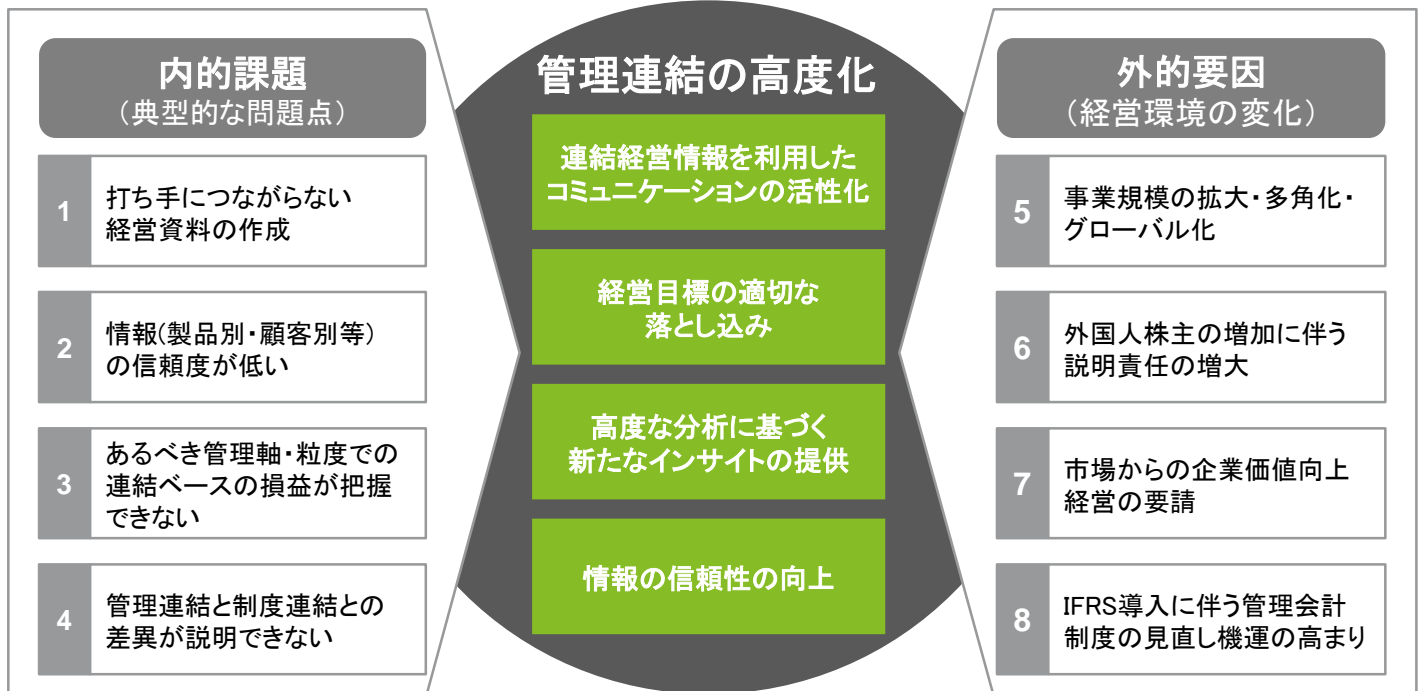 内的課題
（典型的な問題点）
1
打ち手につながらない
経営資料の作成
2
情報(製品別・顧客別等)
の信頼度が低い
3
あるべき管理軸・粒度での
連結ベースの損益が把握
できない
4
管理連結と制度連結との
差異が説明できない
管理連結の高度化
連結経営情報を利用した
コミュニケーションの活性化
経営目標の適切な
落とし込み
高度な分析に基づく
新たなインサイトの提供
情報の信頼性の向上
外的要因
（経営環境の変化）
5
事業規模の拡大・多角化・
グローバル化
6
外国人株主の増加に伴う
説明責任の増大
7
市場からの企業価値向上
経営の要請
8
IFRS導入に伴う管理会計
制度の見直し機運の高まり